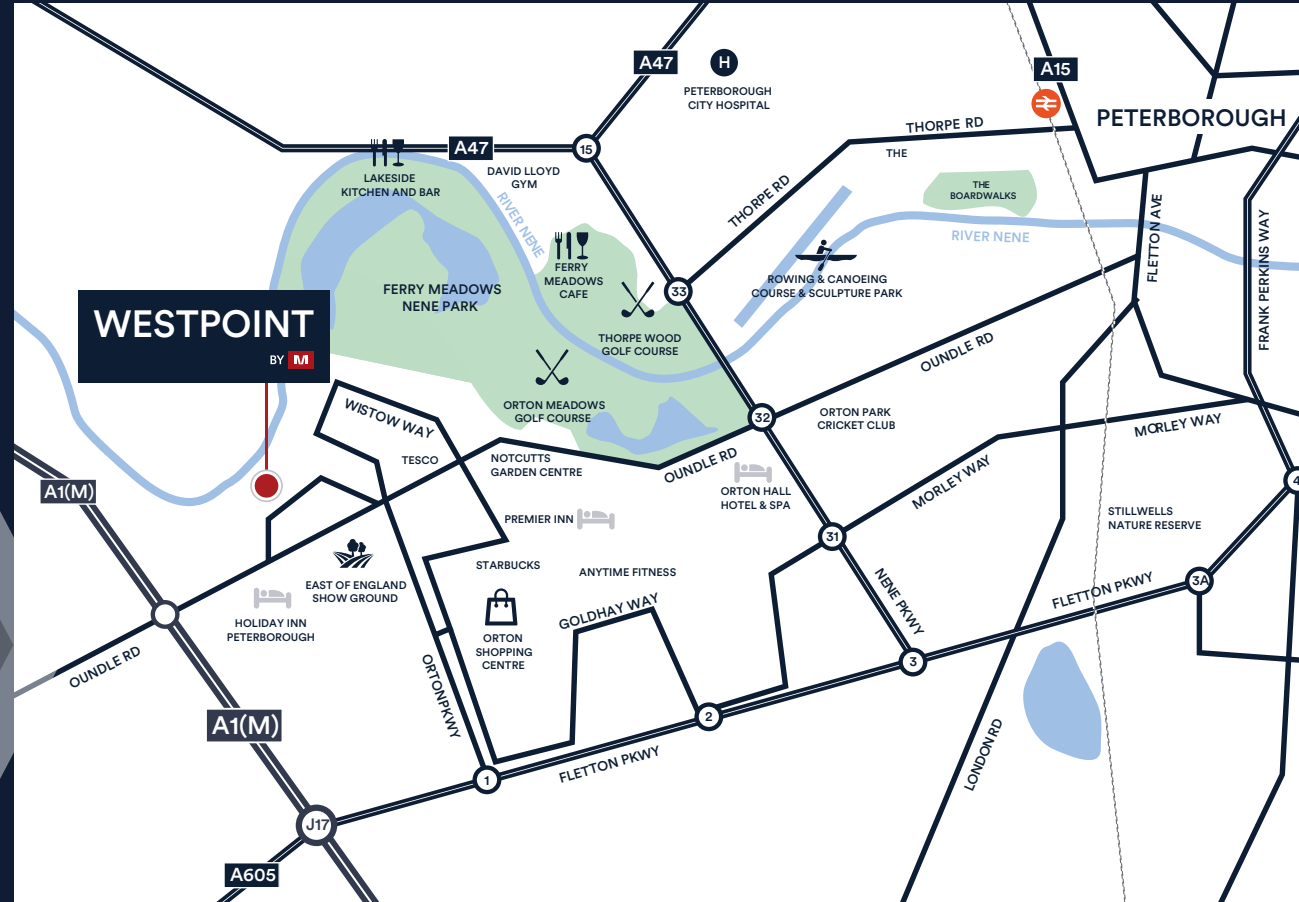 A47
H
PETERBOROUGH
CITY HOSPITAL
A15
PETERBOROUGH
THORPE RD
THE
A47
15
LAKESIDE
KITCHEN AND BAR
DAVID LLOYD
GYM
RIVER NENE
THORPE RD
THE
BOARDWALKS
RIVER NENE
FLETTON AVE
FRANK PERKINS WAY
FERRY
MEADOWS
CAFE
FERRY MEADOWS
NENE PARK
33
ROWING & CANOEING
COURSE & SCULPTURE PARK
WESTPOINT
BY M
THORPE WOOD
GOLF COURSE
OUNDLE RD
WISTOW WAY
ORTON MEADOWS
GOLF COURSE
32
ORTON PARK
CRICKET CLUB
MORLEY WAY
TESCO
NOTCUTTS
GARDEN CENTRE
OUNDLE RD
MORLEY WAY
A1(M)
ORTON HALL
HOTEL & SPA
4
PREMIER INN
STILLWELLS
NATURE RESERVE
31
STARBUCKS
ANYTIME FITNESS
NENE PKWY
FLETTON PKWY
3A
EAST OF ENGLAND
SHOW GROUND
HOLIDAY INN
PETERBOROUGH
GOLDHAY WAY
ORTON
SHOPPING
CENTRE
OUNDLE RD
ORTONPKWY
3
A1(M)
2
LONDON RD
FLETTON PKWY
1
J17
A605